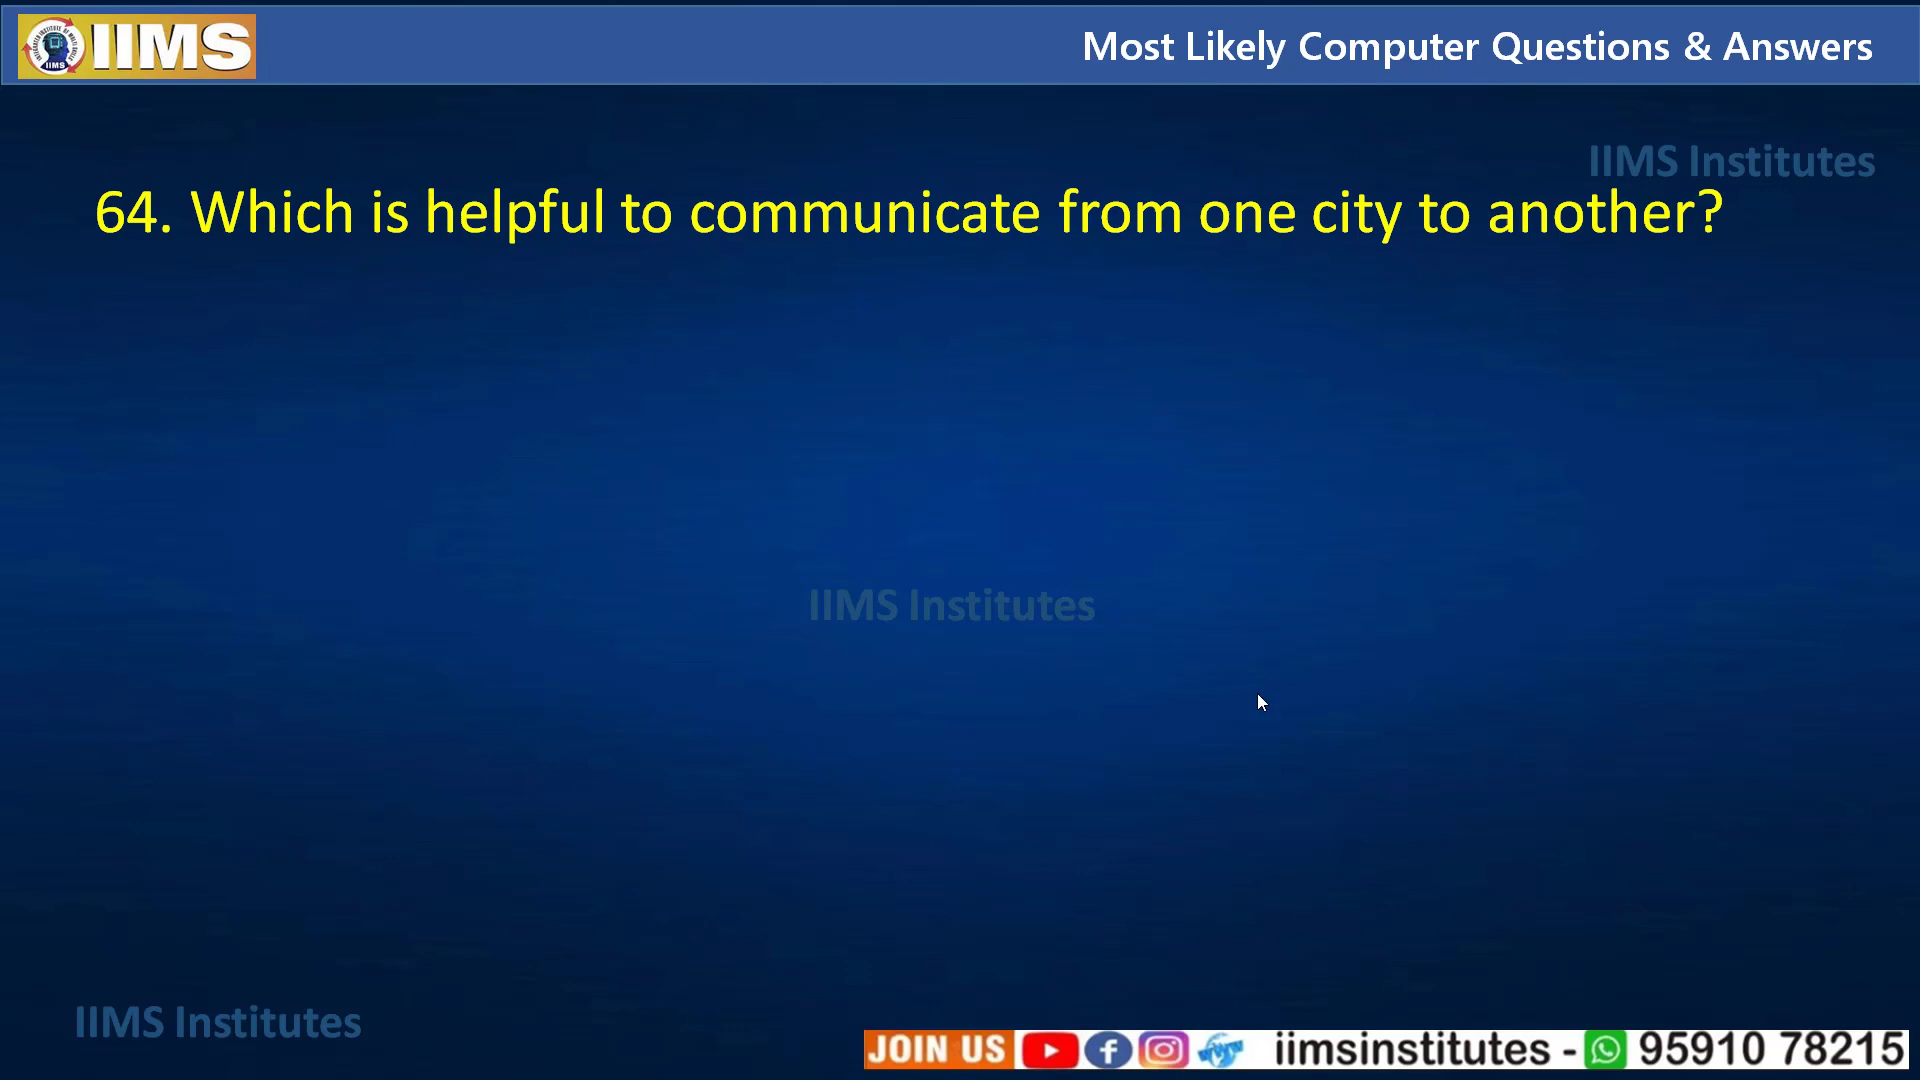 IIMS
Most Likely Computer Questions & Answers
IIMS Institutes
64. Which is helpful to communicate from one city to another?
IIMS Institutes
IIMS Institutes
JOIN US iimsinstitutes - 95910 78215